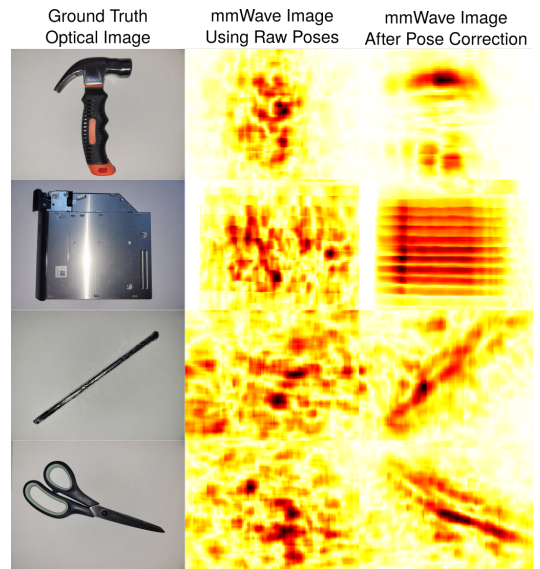 Ground Truth
Optical Image
mmWave Image
Using Raw Poses
mmWave Image
After Pose Correction